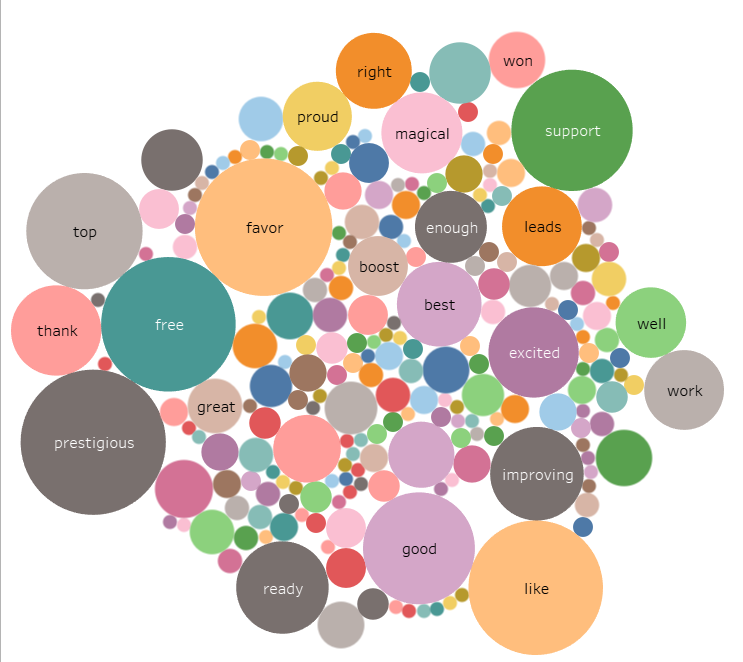 won
right
proud
support
magical
favor
enough
leads
top
boost
best
free
well
thank
excited
work
great
prestigious
improving
good
ready
like